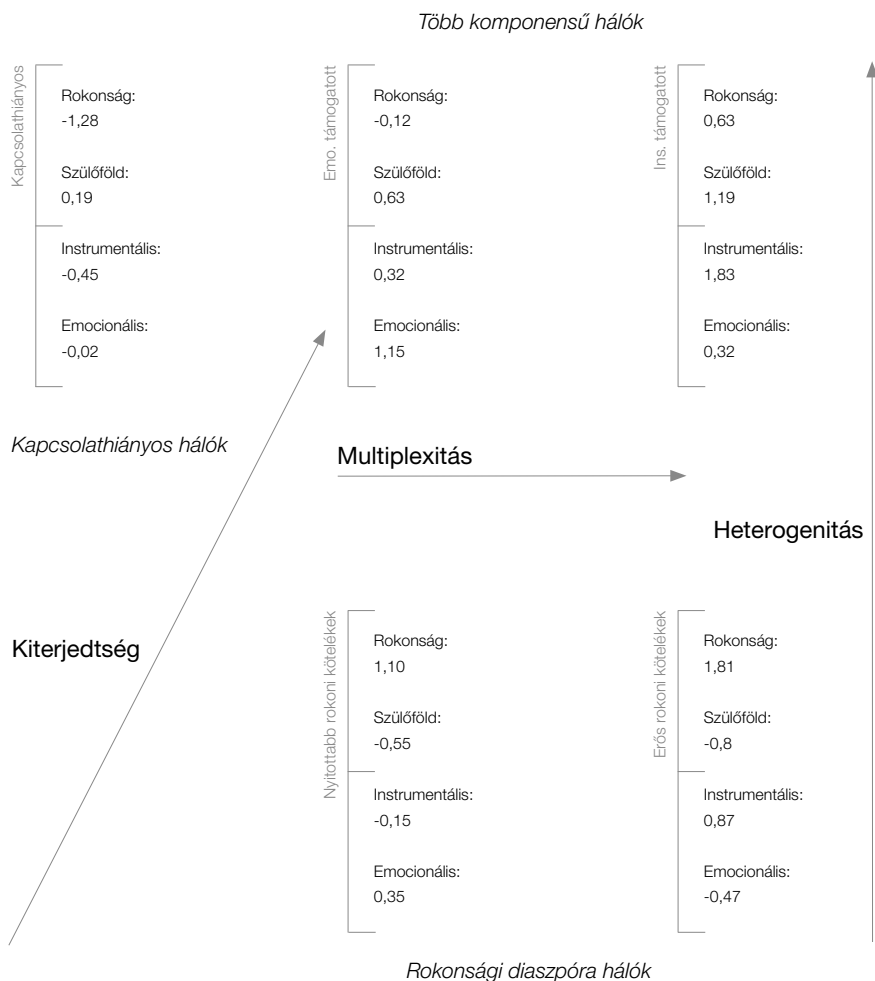 Több komponensű hálók
Kapcsolathiányos
Rokonság:
-1,28
Szülőföld:
0,19
Instrumentális:
-0,45
Emocionális:
-0,02
Emo. támogatott
Rokonság:
-0,12
Szülőföld:
0,63
Instrumentális:
0,32
Emocionális:
1,15
Ins. támogatott
Rokonság:
0,63
Szülőföld:
1,19
Instrumentális:
1,83
Emocionális:
0,32
Kapcsolathiányos hálók
Multiplexitás
Heterogenitás
Kiterjedtség
Nyitottabb rokoni kötelékek
Rokonság:
1,10
Szülőföld:
-0,55
Instrumentális:
-0,15
Emocionális:
0,35
Erős rokoni kötelékek
Rokonság:
1,81
Szülőföld:
-0,8
Instrumentális:
0,87
Emocionális:
-0,47
Rokonsági diaszpóra hálók